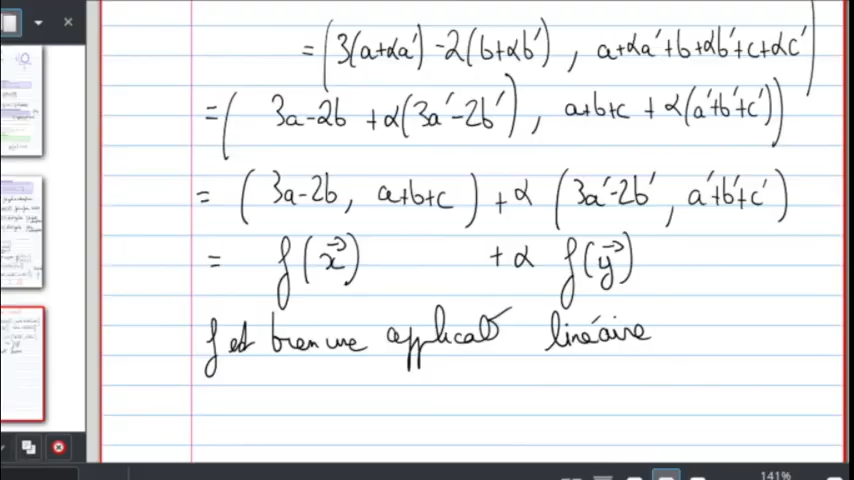 = (3(a+αa') -2(b+αb') , a+αa'+b+αb'+c+αc')
= ( 3a-2b +α(3a'-2b') , a+b+c + α(a'+b'+c'))
= ( 3a-2b, a+b+c ) +α (3a'-2b', a'+b'+c')
= f(x⃗) +α f(y⃗)
f est bien une applicat° linéaire
141%